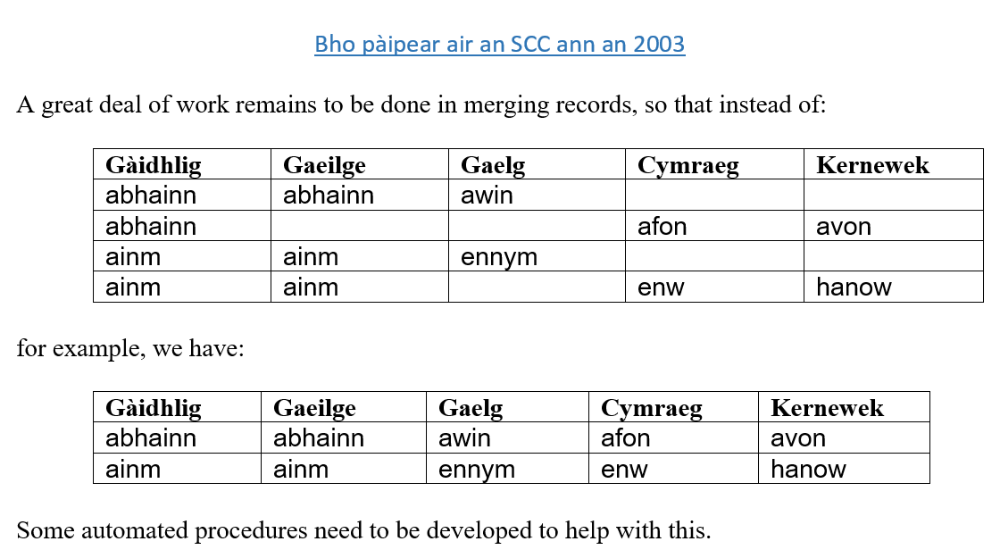 Bho pàipear air an SCC ann an 2003
A great deal of work remains to be done in merging records, so that instead of:
Gàidhlig Gaeilge Gaelg Cymraeg Kernewek
abhainn abhainn awin
abhainn afon avon
ainm ainm ennym
ainm ainm enw hanow
for example, we have:
Gàidhlig Gaeilge Gaelg Cymraeg Kernewek
abhainn abhainn awin afon avon
ainm ainm ennym enw hanow
Some automated procedures need to be developed to help with this.